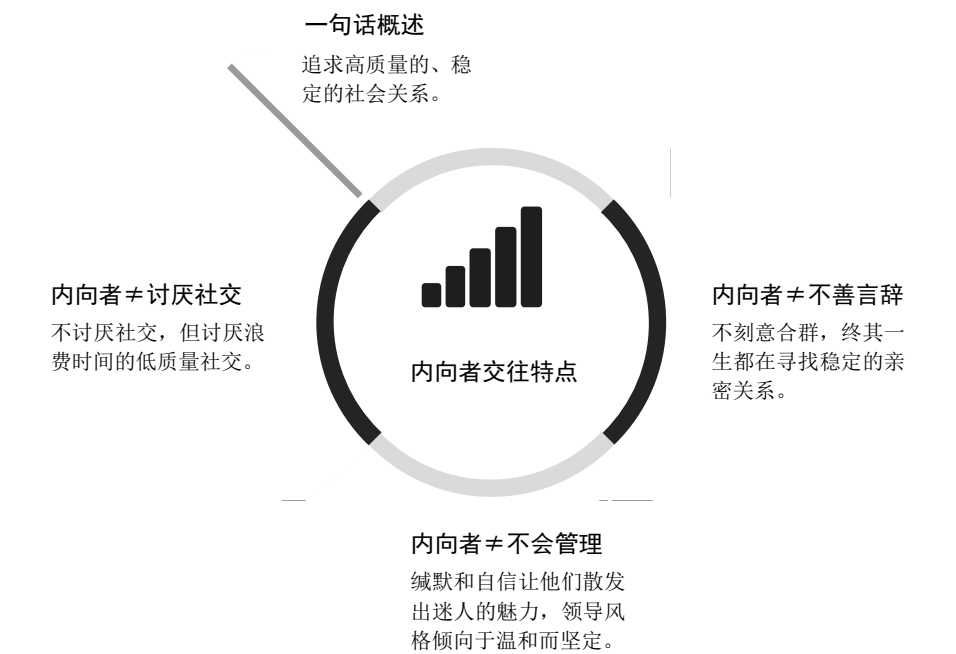 一句话概述
追求高质量的、稳
定的社会关系。
内向者≠讨厌社交
不讨厌社交，但讨厌浪
费时间的低质量社交。
内向者交往特点
内向者≠不善言辞
不刻意合群，终其一
生都在寻找稳定的亲
密关系。
内向者≠不会管理
缄默和自信让他们散发
出迷人的魅力，领导风
格倾向于温和而坚定。